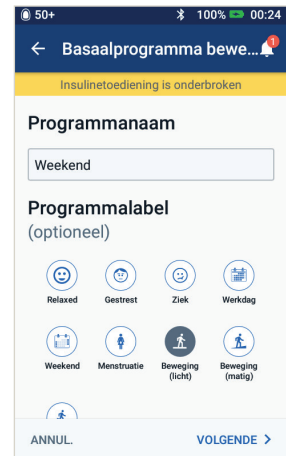 50+ 100% 00:24
Basaalprogramma bewe... 1
Insulinetoediening is onderbroken
Programmanaam
Weekend
Programmalabel
(optioneel)
Relaxed Gestrest Ziek Werkdag
Weekend Menstruatie Beweging Beweging
(licht) (matig)
ANNUL. VOLGENDE